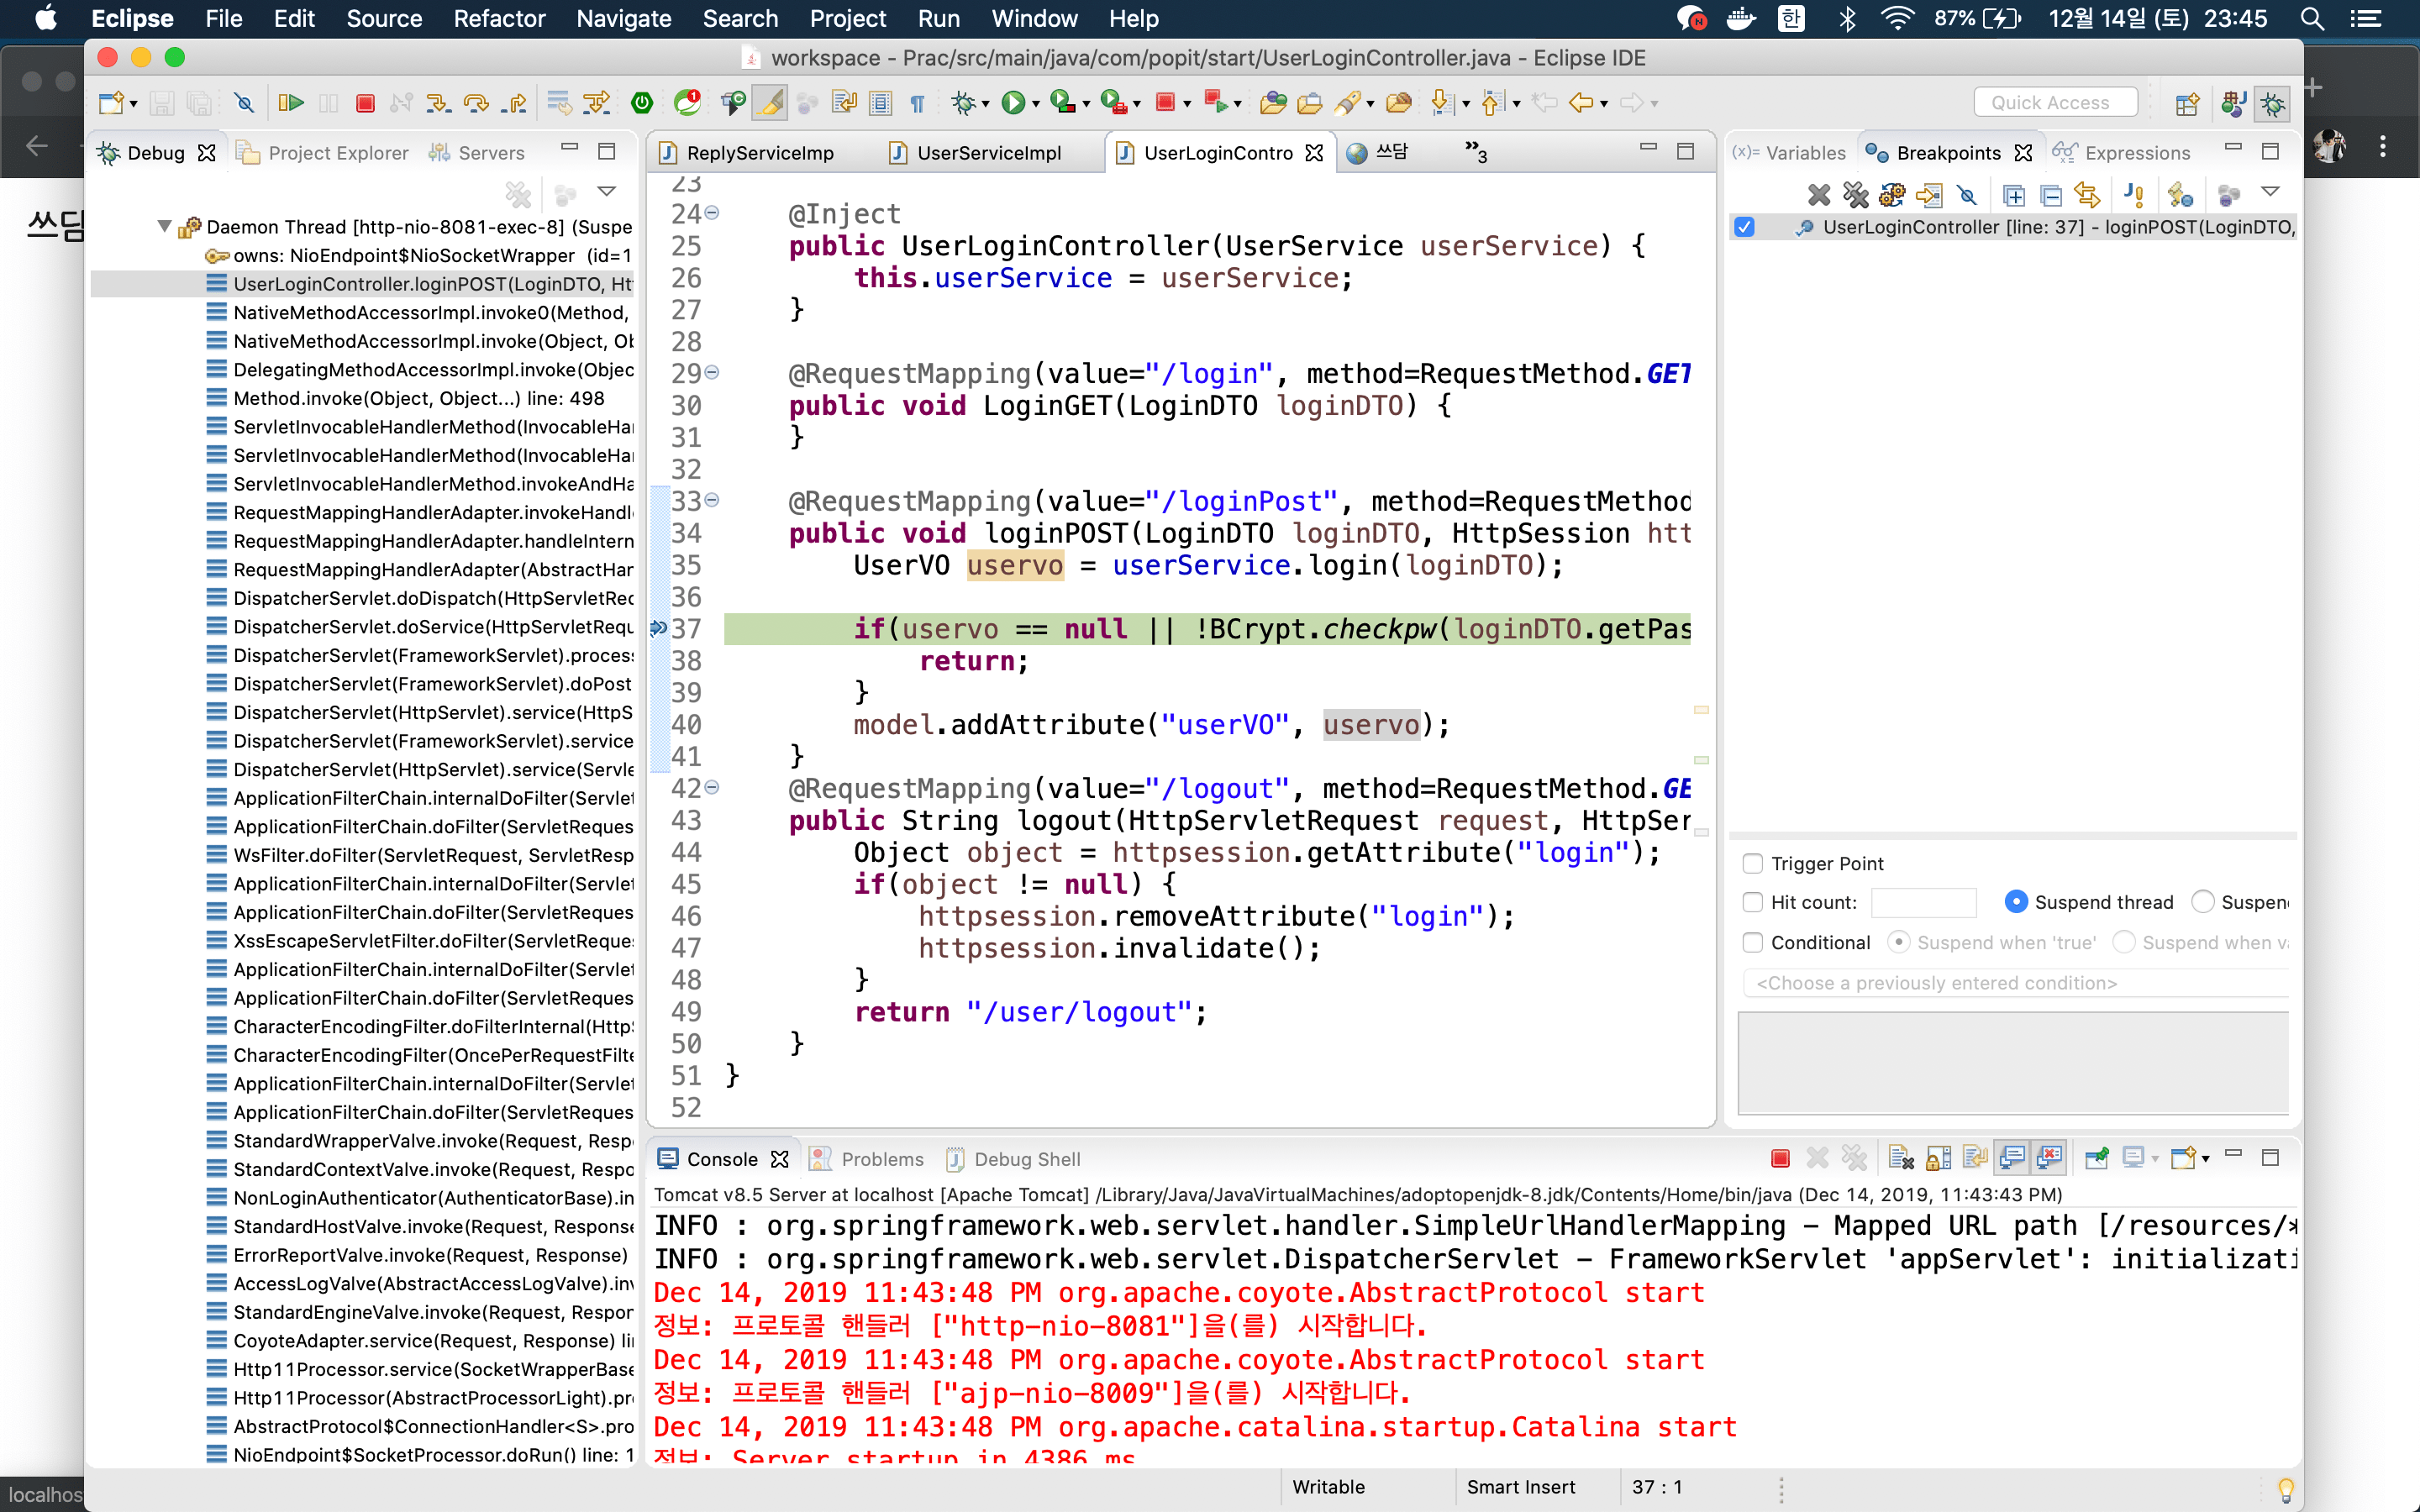 Eclipse File Edit Source Refactor Navigate Search Project Run Window Help 87% 12월 14일 (토) 23:45
workspace - Prac/src/main/java/com/popit/start/UserLoginController.java - Eclipse IDE
Quick Access
Debug Project Explorer Servers
쓰담
Daemon Thread [http-nio-8081-exec-8] (Suspe
owns: NioEndpoint$NioSocketWrapper (id=1
UserLoginController.loginPOST(LoginDTO, Ht
NativeMethodAccessorImpl.invoke0(Method,
NativeMethodAccessorImpl.invoke(Object, Ob
DelegatingMethodAccessorImpl.invoke(Objec
Method.invoke(Object, Object...) line: 498
ServletInvocableHandlerMethod(InvocableHa
ServletInvocableHandlerMethod(InvocableHa
ServletInvocableHandlerMethod.invokeAndHa
RequestMappingHandlerAdapter.invokeHandl
RequestMappingHandlerAdapter.handleIntern
RequestMappingHandlerAdapter(AbstractHan
DispatcherServlet.doDispatch(HttpServletRec
DispatcherServlet.doService(HttpServletRequ
DispatcherServlet(FrameworkServlet).process
DispatcherServlet(FrameworkServlet).doPost
DispatcherServlet(HttpServlet).service(HttpS
DispatcherServlet(FrameworkServlet).service
DispatcherServlet(HttpServlet).service(Servle
ApplicationFilterChain.internalDoFilter(Servlet
ApplicationFilterChain.doFilter(ServletReques
WsFilter.doFilter(ServletRequest, ServletResp
ApplicationFilterChain.internalDoFilter(Servlet
ApplicationFilterChain.doFilter(ServletReques
XssEscapeServletFilter.doFilter(ServletReques
ApplicationFilterChain.internalDoFilter(Servlet
ApplicationFilterChain.doFilter(ServletReques
CharacterEncodingFilter.doFilterInternal(Https
CharacterEncodingFilter(OncePerRequestFilte
ApplicationFilterChain.internalDoFilter(Servlet
ApplicationFilterChain.doFilter(ServletReques
StandardWrapperValve.invoke(Request, Respo
StandardContextValve.invoke(Request, Respo
NonLoginAuthenticator(AuthenticatorBase).in
StandardHostValve.invoke(Request, Response
ErrorReportValve.invoke(Request, Response)
AccessLogValve(AbstractAccessLogValve).inv
StandardEngineValve.invoke(Request, Respon
CoyoteAdapter.service(Request, Response) li
Http11Processor.service(SocketWrapperBase
Http11Processor(AbstractProcessorLight).pro
AbstractProtocol$ConnectionHandler<S>.pro
NioEndpoint$SocketProcessor.doRun() line: 1
localhos
ReplyServiceImp UserServiceImpl UserLoginContro 쓰담 »3
23
24 @Inject
25 public UserLoginController(UserService userService) {
26 this.userService = userService;
27 }
28
29 @RequestMapping(value="/login", method=RequestMethod.GET
30 public void LoginGET(LoginDTO loginDTO) {
31 }
32
33 @RequestMapping(value="/loginPost", method=RequestMethod
34 public void loginPOST(LoginDTO loginDTO, HttpSession htt
35 UserVO uservo = userService.login(loginDTO);
36
37 if(uservo == null || !BCrypt.checkpw(loginDTO.getPas
38 return;
39 }
40 model.addAttribute("userVO", uservo);
41 }
42 @RequestMapping(value="/logout", method=RequestMethod.GE
43 public String logout(HttpServletRequest request, HttpSer
44 Object object = httpsession.getAttribute("login");
45 if(object != null) {
46 httpsession.removeAttribute("login");
47 httpsession.invalidate();
48 }
49 return "/user/logout";
50 }
51 }
52
(x)= Variables Breakpoints Expressions
UserLoginController [line: 37] - loginPOST(LoginDTO,
Trigger Point
Hit count: Suspend thread Suspen
Conditional Suspend when 'true' Suspend when va
<Choose a previously entered condition>
Console Problems Debug Shell
Tomcat v8.5 Server at localhost [Apache Tomcat] /Library/Java/JavaVirtualMachines/adoptopenjdk-8.jdk/Contents/Home/bin/java (Dec 14, 2019, 11:43:43 PM)
INFO : org.springframework.web.servlet.handler.SimpleUrlHandlerMapping - Mapped URL path [/resources/*
INFO : org.springframework.web.servlet.DispatcherServlet - FrameworkServlet 'appServlet': initializati
Dec 14, 2019 11:43:48 PM org.apache.coyote.AbstractProtocol start
정보: 프로토콜 핸들러 ["http-nio-8081"]을(를) 시작합니다.
Dec 14, 2019 11:43:48 PM org.apache.coyote.AbstractProtocol start
정보: 프로토콜 핸들러 ["ajp-nio-8009"]을(를) 시작합니다.
Dec 14, 2019 11:43:48 PM org.apache.catalina.startup.Catalina start
정보: Server startup in 4386 ms
Writable Smart Insert 37 : 1